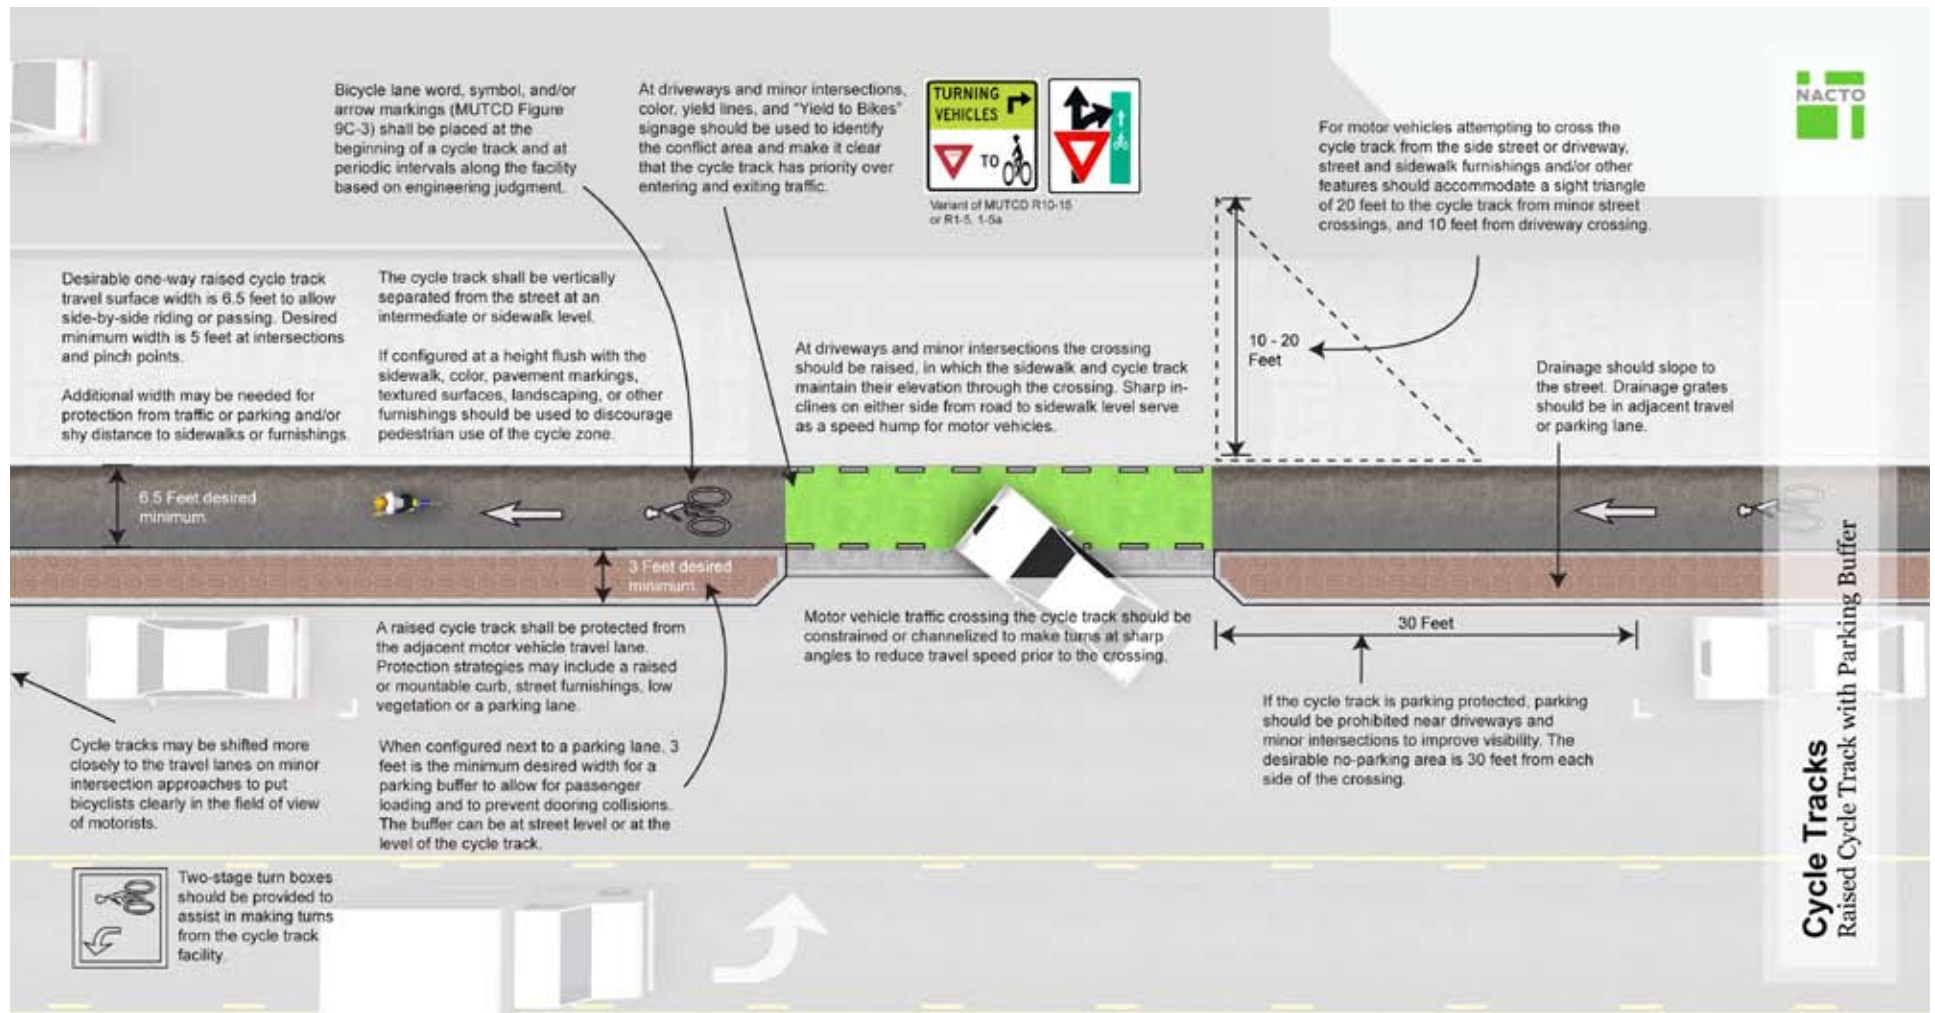 Bicycle lane word, symbol, and/or
arrow markings (MUTCD Figure
9C-3) shall be placed at the
beginning of a cycle track and at
periodic intervals along the facility
based on engineering judgment.
At driveways and minor intersections,
color, yield lines, and "Yield to Bikes"
signage should be used to identify
the conflict area and make it clear
that the cycle track has priority over
entering and exiting traffic.
TURNING
VEHICLES
TO
Variant of MUTCD R10-15
or R1-5, 1-5a
For motor vehicles attempting to cross the
cycle track from the side street or driveway,
street and sidewalk furnishings and/or other
features should accommodate a sight triangle
of 20 feet to the cycle track from minor street
crossings, and 10 feet from driveway crossing.
NACTO
Desirable one-way raised cycle track
travel surface width is 6.5 feet to allow
side-by-side riding or passing. Desired
minimum width is 5 feet at intersections
and pinch points.
Additional width may be needed for
protection from traffic or parking and/or
shy distance to sidewalks or furnishings.
The cycle track shall be vertically
separated from the street at an
intermediate or sidewalk level.
If configured at a height flush with the
sidewalk, color, pavement markings,
textured surfaces, landscaping, or other
furnishings should be used to discourage
pedestrian use of the cycle zone.
At driveways and minor intersections the crossing
should be raised, in which the sidewalk and cycle track
maintain their elevation through the crossing. Sharp in-
clines on either side from road to sidewalk level serve
as a speed hump for motor vehicles.
10 - 20
Feet
Drainage should slope to
the street. Drainage grates
should be in adjacent travel
or parking lane.
6.5 Feet desired
minimum.
3 Feet desired
minimum.
A raised cycle track shall be protected from
the adjacent motor vehicle travel lane.
Protection strategies may include a raised
or mountable curb, street furnishings, low
vegetation or a parking lane.
When configured next to a parking lane, 3
feet is the minimum desired width for a
parking buffer to allow for passenger
loading and to prevent dooring collisions.
The buffer can be at street level or at the
level of the cycle track.
Motor vehicle traffic crossing the cycle track should be
constrained or channelized to make turns at sharp
angles to reduce travel speed prior to the crossing.
30 Feet
If the cycle track is parking protected, parking
should be prohibited near driveways and
minor intersections to improve visibility. The
desirable no-parking area is 30 feet from each
side of the crossing.
Cycle tracks may be shifted more
closely to the travel lanes on minor
intersection approaches to put
bicyclists clearly in the field of view
of motorists.
Two-stage turn boxes
should be provided to
assist in making turns
from the cycle track
facility.
Cycle Tracks
Raised Cycle Track with Parking Buffer